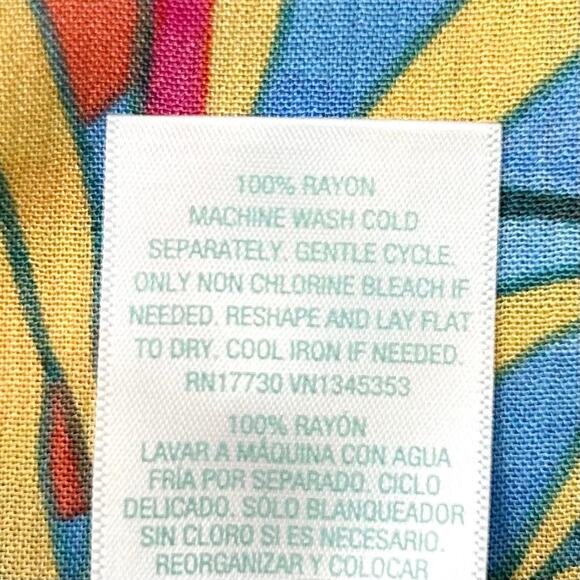 100% RAYON
MACHINE WASH COLD
SEPARATELY. GENTLE CYCLE.
ONLY NON CHLORINE BLEACH IF
NEEDED. RESHAPE AND LAY FLAT
TO DRY. COOL IRON IF NEEDED.
RN17730 VN1345353
100% RAYÓN
LAVAR A MÁQUINA CON AGUA
FRÍA POR SEPARADO. CICLO
DELICADO. SÓLO BLANQUEADOR
SIN CLORO SI ES NECESARIO.
REORGANIZAR Y COLOCAR